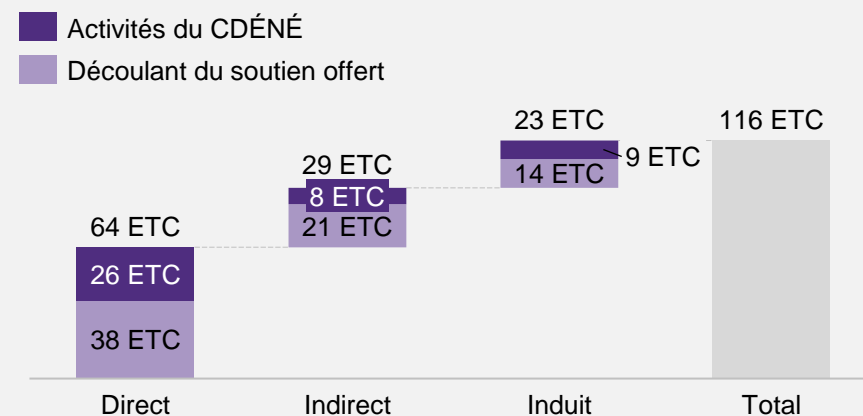 Activités du CDÉNÉ
Découlant du soutien offert
23 ETC
116 ETC
9 ETC
14 ETC
29 ETC
8 ETC
21 ETC
64 ETC
26 ETC
38 ETC
Direct
Indirect
Induit
Total